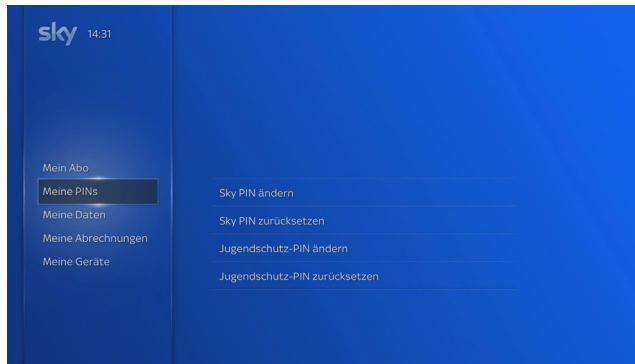 sky 14:31
Mein Abo
Meine PINs
Meine Daten
Meine Abrechnungen
Meine Geräte
Sky PIN ändern
Sky PIN zurücksetzen
Jugendschutz-PIN ändern
Jugendschutz-PIN zurücksetzen